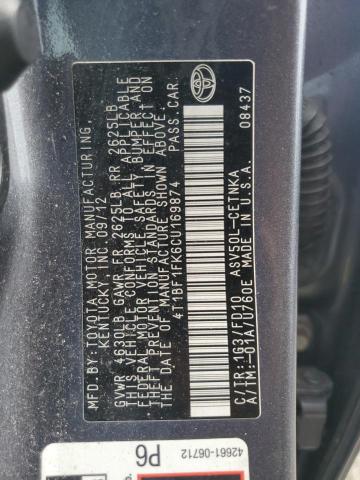 MFD. BY: TOYOTA MOTOR MANUFACTURING,
KENTUCKY, INC. 09/12
GVWR 4630LB GAWR FR 2625LB RR 2625LB
THIS VEHICLE CONFORMS TO ALL APPLICABLE
FEDERAL MOTOR VEHICLE SAFETY, BUMPER, AND
THEFT PREVENTION STANDARDS IN EFFECT ON
THE DATE OF MANUFACTURE SHOWN ABOVE.
4T1BF1FK6CU169874 PASS.CAR
C/TR: 1G3/FD10 ASV50L-CETNKA
A/TM: -01A/U760E MADE IN U.S.A.
08437
42661-06712
P6